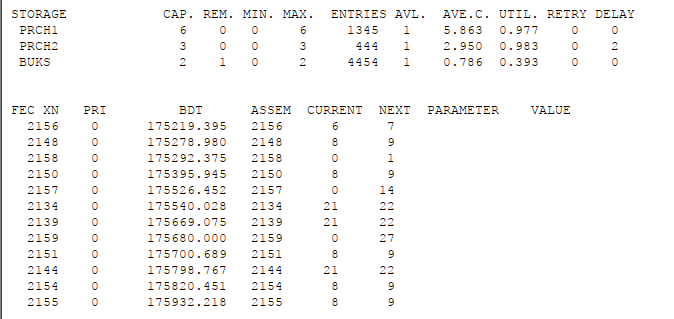 STORAGE CAP. REM. MIN. MAX. ENTRIES AVL. AVE.C. UTIL. RETRY DELAY
PRCH1 6 0 0 6 1345 1 5.863 0.977 0 0
PRCH2 3 0 0 3 444 1 2.950 0.983 0 2
BUKS 2 1 0 2 4454 1 0.786 0.393 0 0
FEC XN PRI BDT ASSEM CURRENT NEXT PARAMETER VALUE
2156 0 175219.395 2156 6 7
2148 0 175278.980 2148 8 9
2158 0 175292.375 2158 0 1
2150 0 175395.945 2150 8 9
2157 0 175526.452 2157 0 14
2134 0 175540.028 2134 21 22
2139 0 175669.075 2139 21 22
2159 0 175680.000 2159 0 27
2151 0 175700.689 2151 8 9
2144 0 175798.767 2144 21 22
2154 0 175820.451 2154 8 9
2155 0 175932.218 2155 8 9